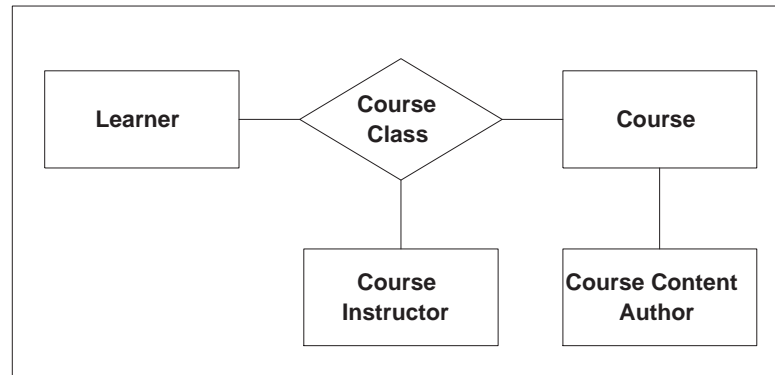 Learner
Course
Class
Course
Course
Instructor
Course Content
Author